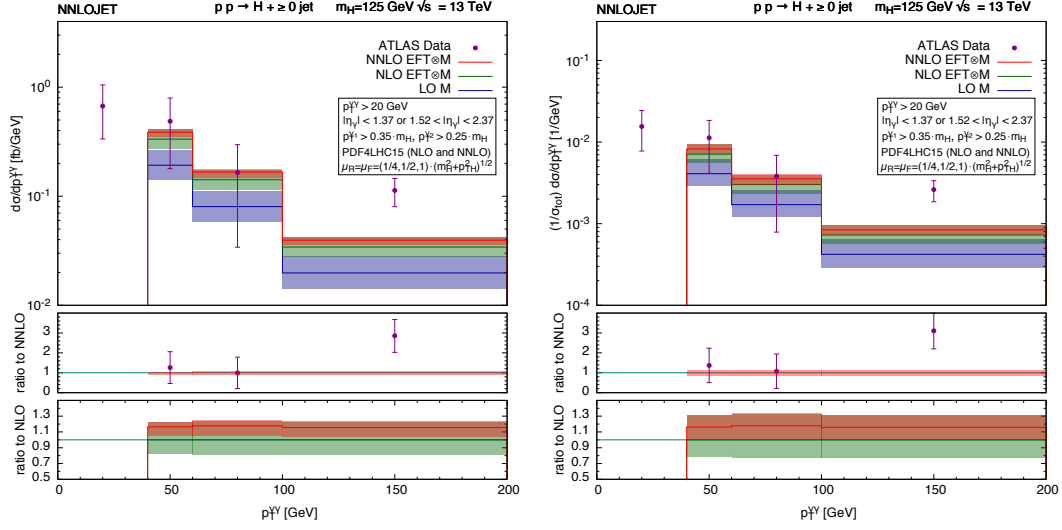 NNLOJET p p → H + ≥ 0 jet m_H=125 GeV √s = 13 TeV
ATLAS Data
NNLO EFT⊗M
NLO EFT⊗M
LO M
p_T^γγ > 20 GeV
|η_γ| < 1.37 or 1.52 < |η_γ| < 2.37
p_T^γ1 > 0.35 · m_H, p_T^γ2 > 0.25 · m_H
PDF4LHC15 (NLO and NNLO)
μ_R=μ_F=(1/4,1/2,1) · (m_H^2+p_TH^2)^1/2
dσ/dp_T^γγ [fb/GeV]
10^0
10^-1
10^-2
ratio to NNLO
3
2
1
0
ratio to NLO
1.3
1.1
0.9
0.7
0.5
0 50 100 150 200
p_T^γγ [GeV]
NNLOJET p p → H + ≥ 0 jet m_H=125 GeV √s = 13 TeV
ATLAS Data
NNLO EFT⊗M
NLO EFT⊗M
LO M
p_T^γγ > 20 GeV
|η_γ| < 1.37 or 1.52 < |η_γ| < 2.37
p_T^γ1 > 0.35 · m_H, p_T^γ2 > 0.25 · m_H
PDF4LHC15 (NLO and NNLO)
μ_R=μ_F=(1/4,1/2,1) · (m_H^2+p_TH^2)^1/2
(1/σ_tot) dσ/dp_T^γγ [1/GeV]
10^-1
10^-2
10^-3
10^-4
ratio to NNLO
3
2
1
0
ratio to NLO
1.3
1.1
0.9
0.7
0.5
0 50 100 150 200
p_T^γγ [GeV]